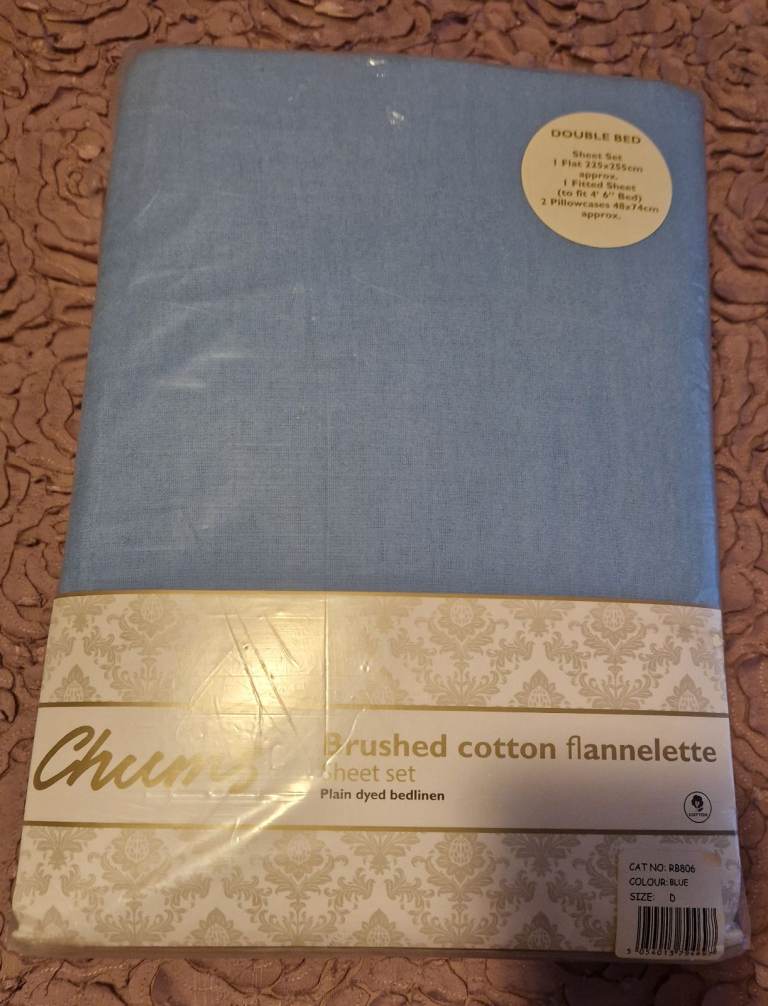 DOUBLE BED
Sheet Set
1 Flat 225x255cm
approx.
1 Fitted Sheet
(to fit 4' 6" Bed)
2 Pillowcases 48x74cm
approx.
Chums
Brushed cotton flannelette
Sheet set
Plain dyed bedlinen
COTTON
CAT NO: RB806
COLOUR: BLUE
SIZE: D